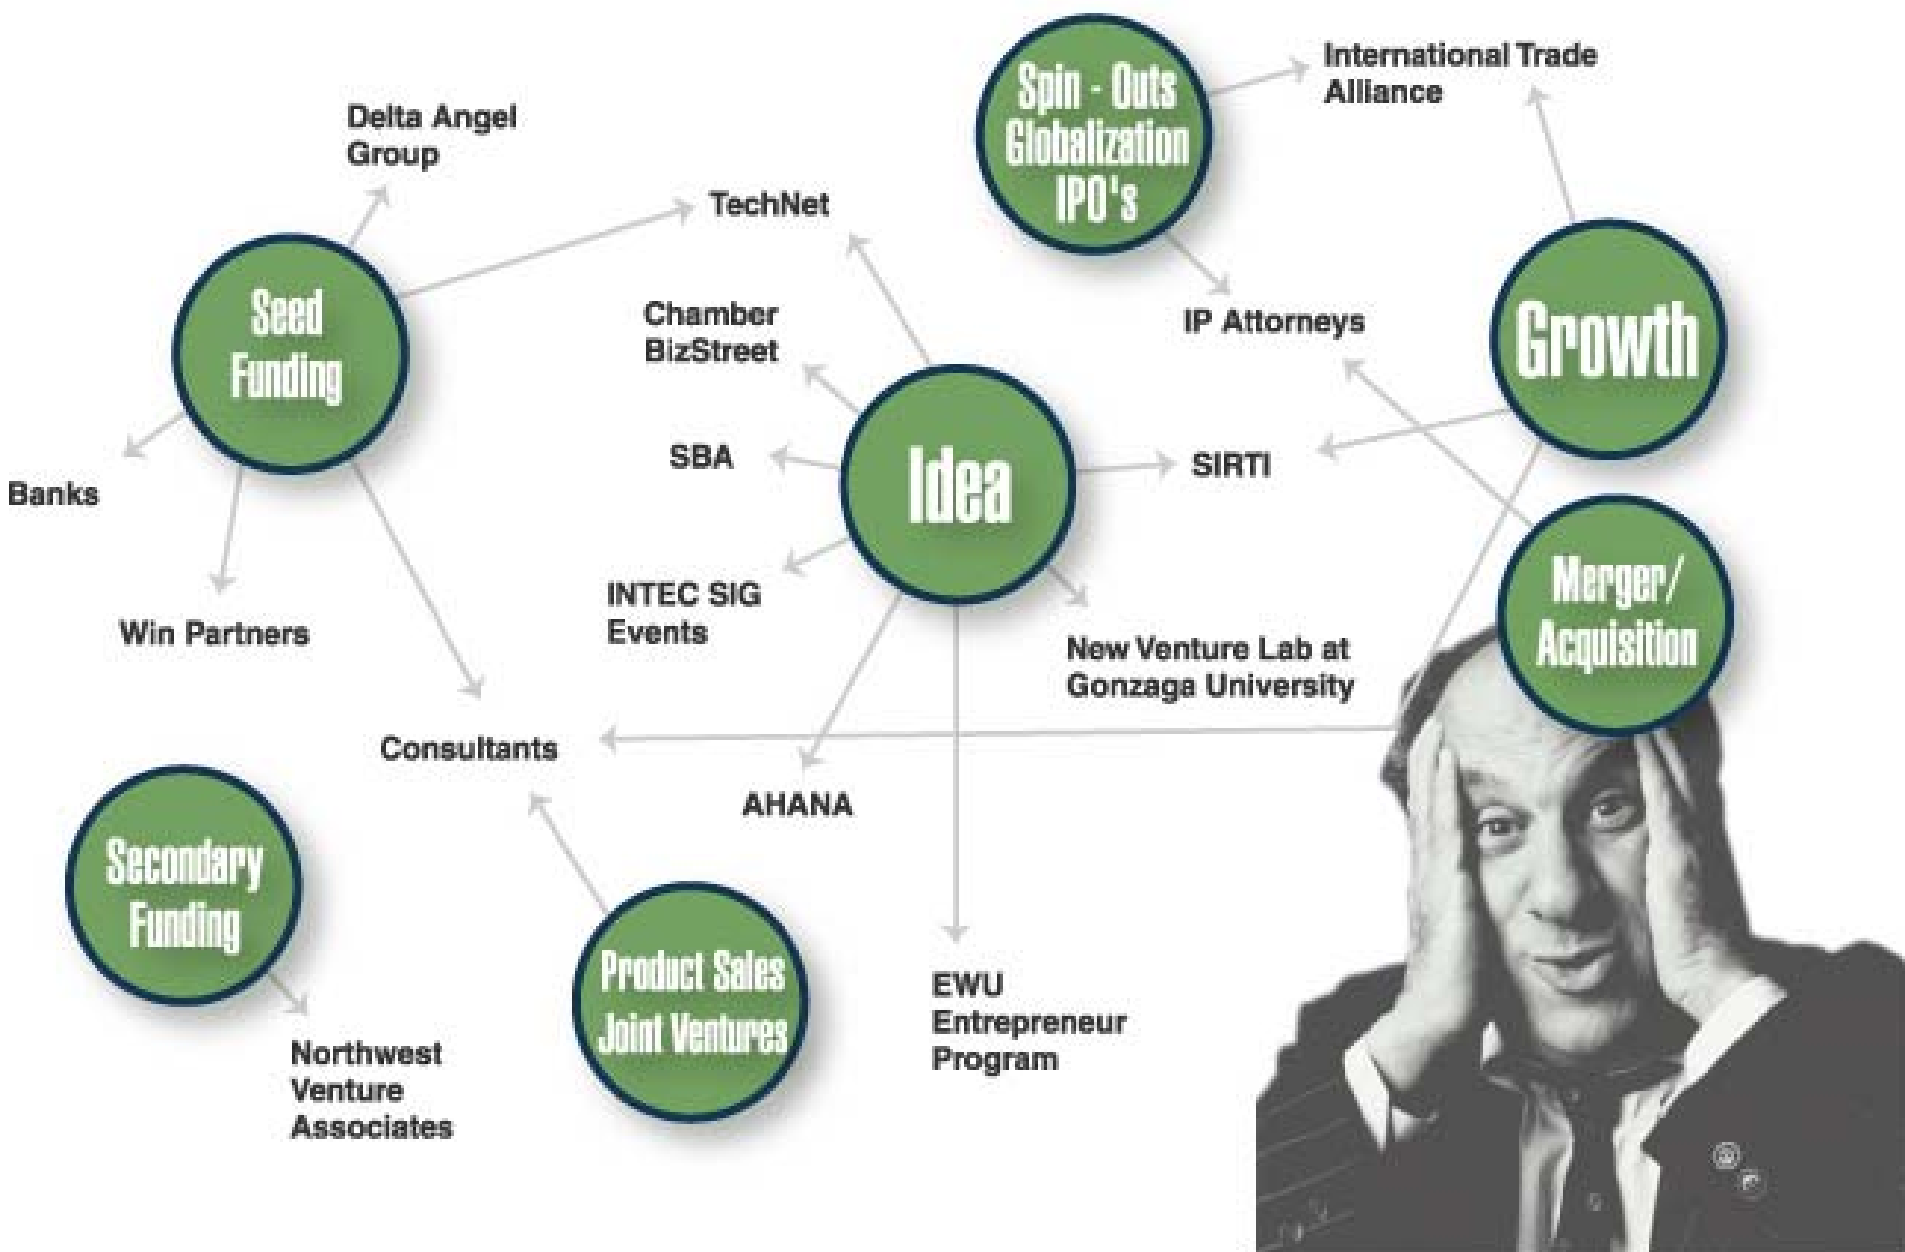 Spin - Outs
Globalization
IPO's
International Trade
Alliance
Delta Angel
Group
TechNet
Seed
Funding
Chamber
BizStreet
IP Attorneys
Growth
SBA
Idea
SIRTI
Banks
INTEC SIG
Events
Merger/
Acquisition
Win Partners
New Venture Lab at
Gonzaga University
Consultants
AHANA
Secondary
Funding
Product Sales
Joint Ventures
EWU
Entrepreneur
Program
Northwest
Venture
Associates